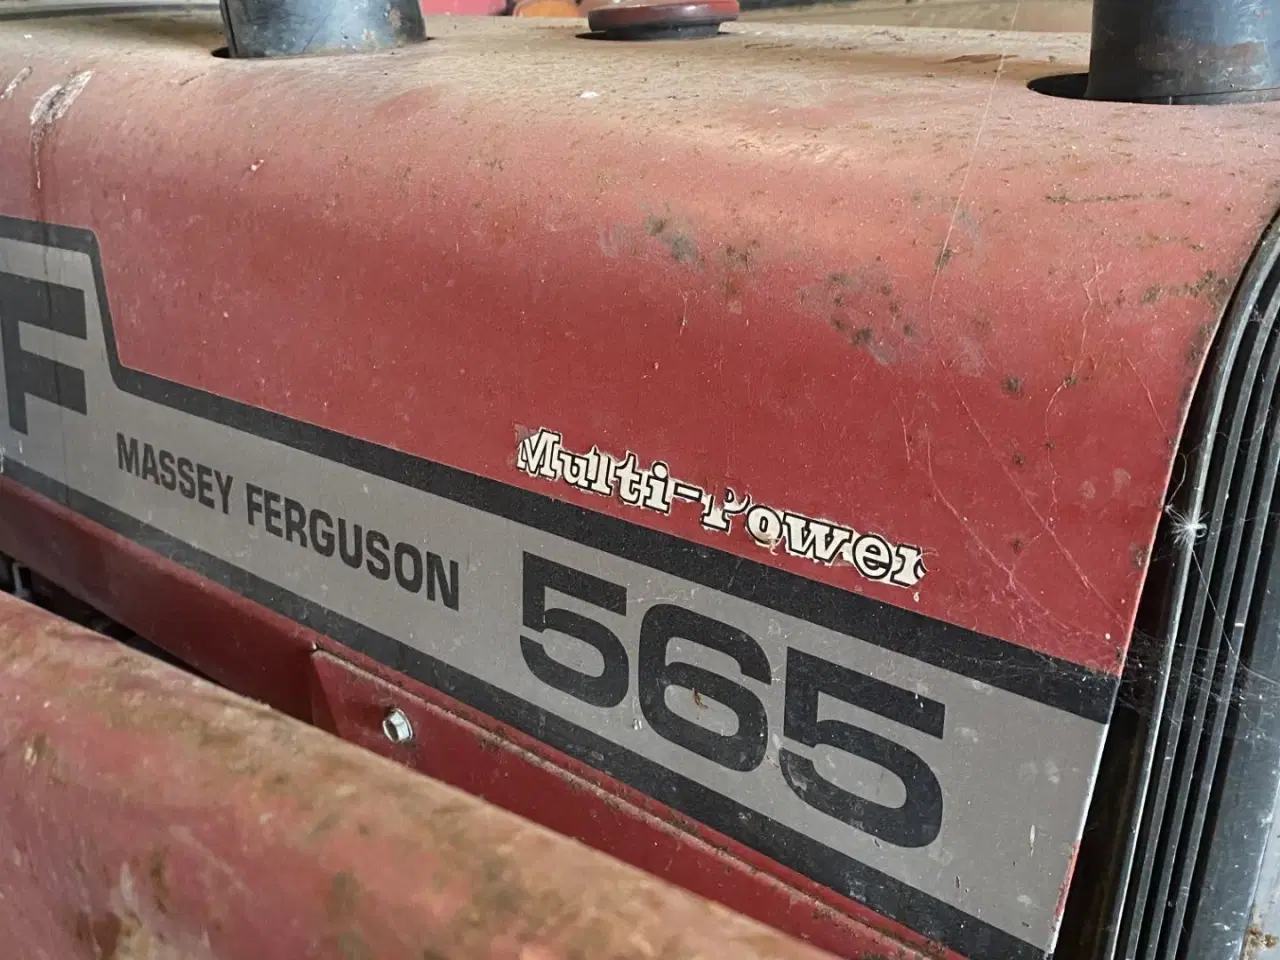 F
MASSEY FERGUSON
Multi-Power
565